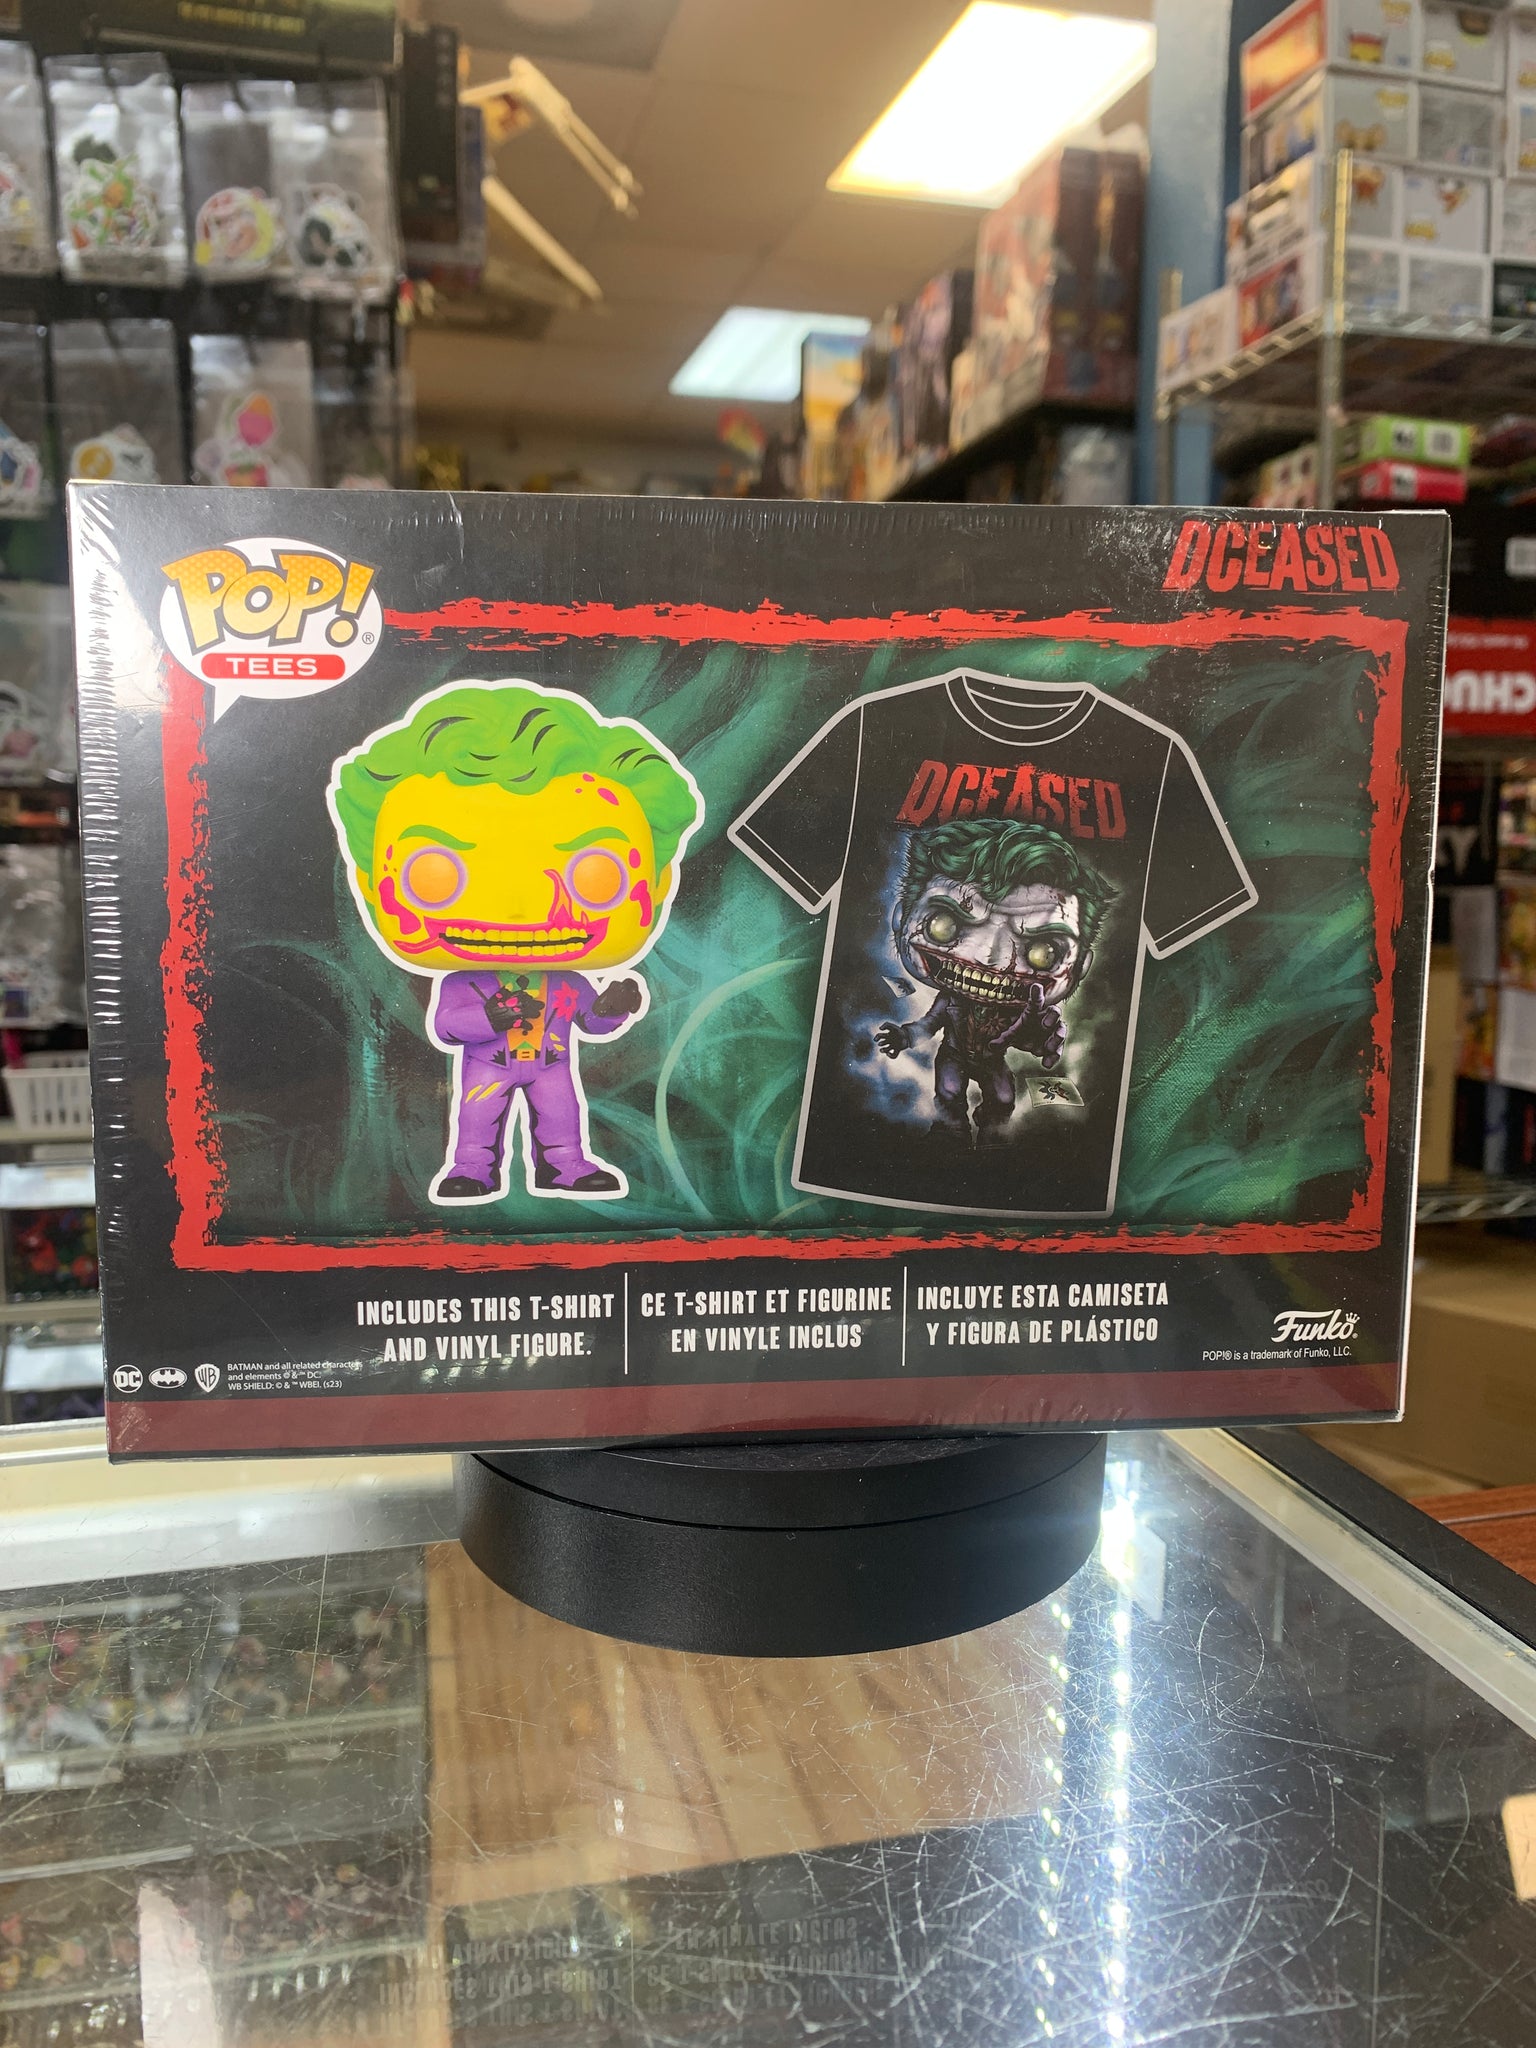 POP!®
TEES
DCEASED
DCEASED
INCLUDES THIS T-SHIRT
AND VINYL FIGURE.
CE T-SHIRT ET FIGURINE
EN VINYLE INCLUS
INCLUYE ESTA CAMISETA
Y FIGURA DE PLÁSTICO
DC
WB
BATMAN and all related characters
and elements © & ™ DC.
WB SHIELD: © & ™ WBEI. (s23)
Funko®
POP!® is a trademark of Funko, LLC.